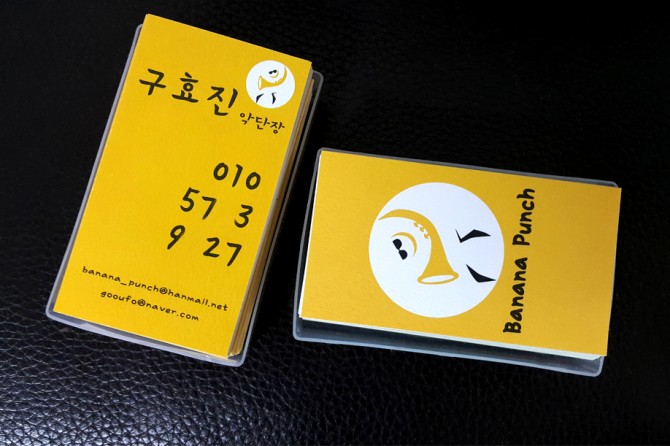 구효진
악단장
010
57 3
9 27
banana_punch@hanmail.net
gooufo@naver.com
Banana Punch